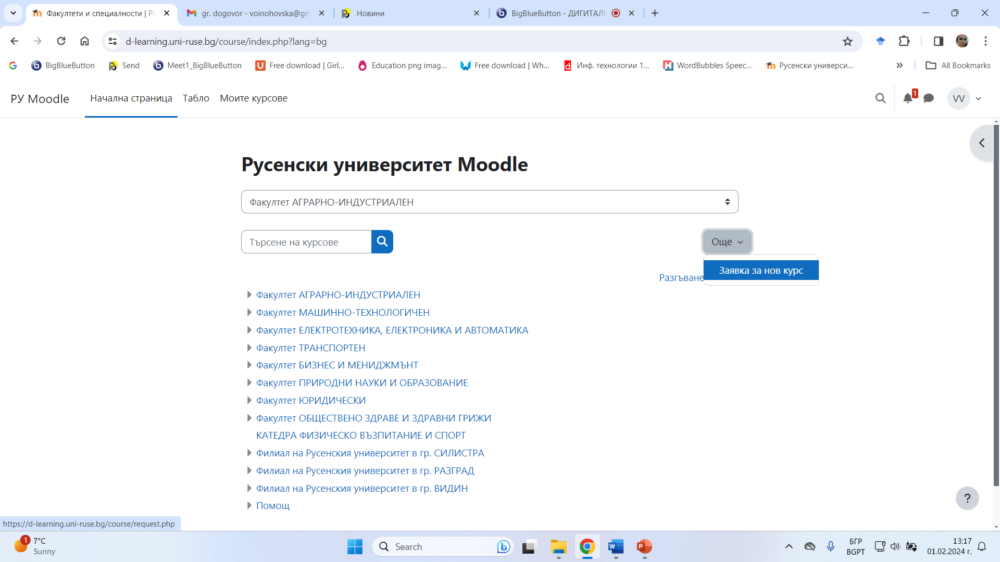 Факултети и специалности | РУ
gr. dogovor - voinohovska@gm
Новини
BigBlueButton - ДИГИТАЛН
d-learning.uni-ruse.bg/course/index.php?lang=bg
BigBlueButton
Send
Meet1_BigBlueButton
Free download | Girl...
Education png imag...
Free download | Wh...
Инф. технологии 1...
WordBubbles Speec...
Русенски универси...
All Bookmarks
РУ Moodle
Начална страница
Табло
Моите курсове
1
VV
Русенски университет Moodle
Факултет АГРАРНО-ИНДУСТРИАЛЕН
Търсене на курсове
Още
Заявка за нов курс
Разгъване
Факултет АГРАРНО-ИНДУСТРИАЛЕН
Факултет МАШИННО-ТЕХНОЛОГИЧЕН
Факултет ЕЛЕКТРОТЕХНИКА, ЕЛЕКТРОНИКА И АВТОМАТИКА
Факултет ТРАНСПОРТЕН
Факултет БИЗНЕС И МЕНИДЖМЪНТ
Факултет ПРИРОДНИ НАУКИ И ОБРАЗОВАНИЕ
Факултет ЮРИДИЧЕСКИ
Факултет ОБЩЕСТВЕНО ЗДРАВЕ И ЗДРАВНИ ГРИЖИ
КАТЕДРА ФИЗИЧЕСКО ВЪЗПИТАНИЕ И СПОРТ
Филиал на Русенския университет в гр. СИЛИСТРА
Филиал на Русенския университет в гр. РАЗГРАД
Филиал на Русенския университет в гр. ВИДИН
Помощ
?
https://d-learning.uni-ruse.bg/course/request.php
1
7°C
Sunny
Search
БГР
BGPT
13:17
01.02.2024 г.